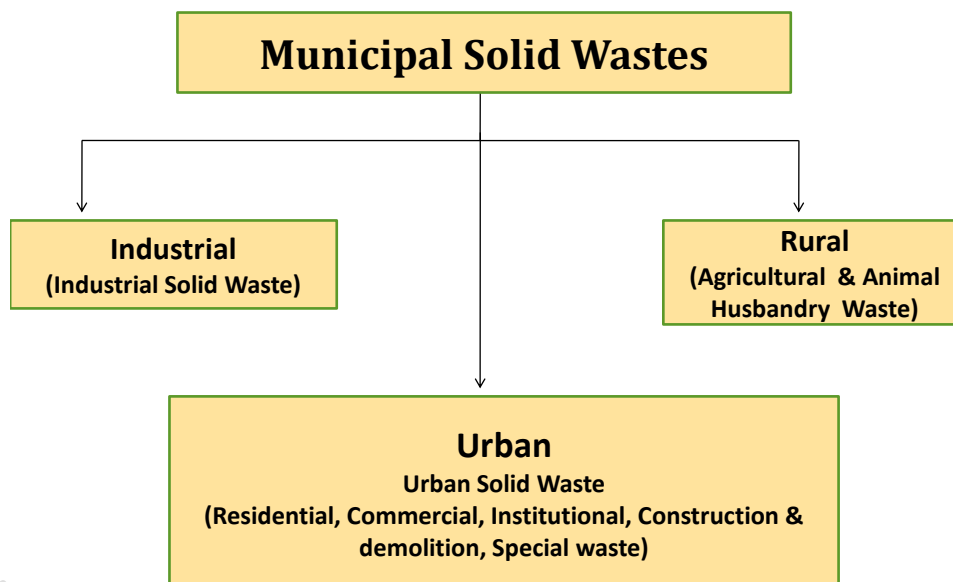 Municipal Solid Wastes
Industrial
(Industrial Solid Waste)
Rural
(Agricultural & Animal
Husbandry Waste)
Urban
Urban Solid Waste
(Residential, Commercial, Institutional, Construction &
demolition, Special waste)